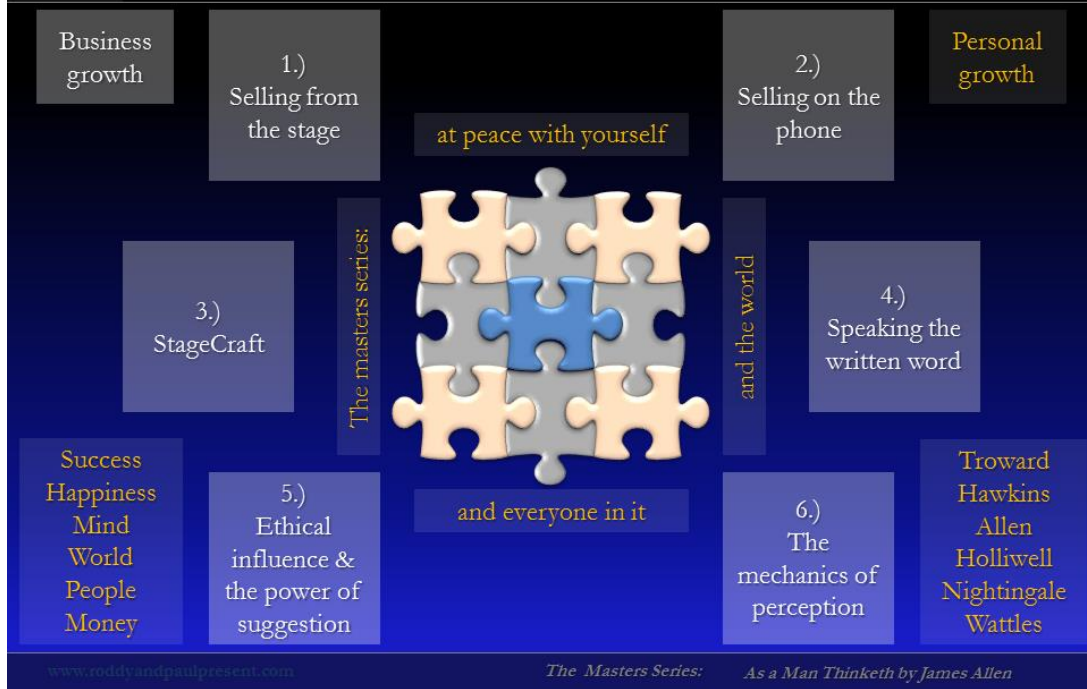 Business
growth
1.)
Selling from
the stage
2.)
Selling on the
phone
Personal
growth
at peace with yourself
The masters series:
and the world
3.)
StageCraft
4.)
Speaking the
written word
Success
Happiness
Mind
World
People
Money
5.)
Ethical
influence &
the power of
suggestion
and everyone in it
6.)
The
mechanics of
perception
Troward
Hawkins
Allen
Holliwell
Nightingale
Wattles
www.roddyandpaulpresent.com
The Masters Series: As a Man Thinketh by James Allen